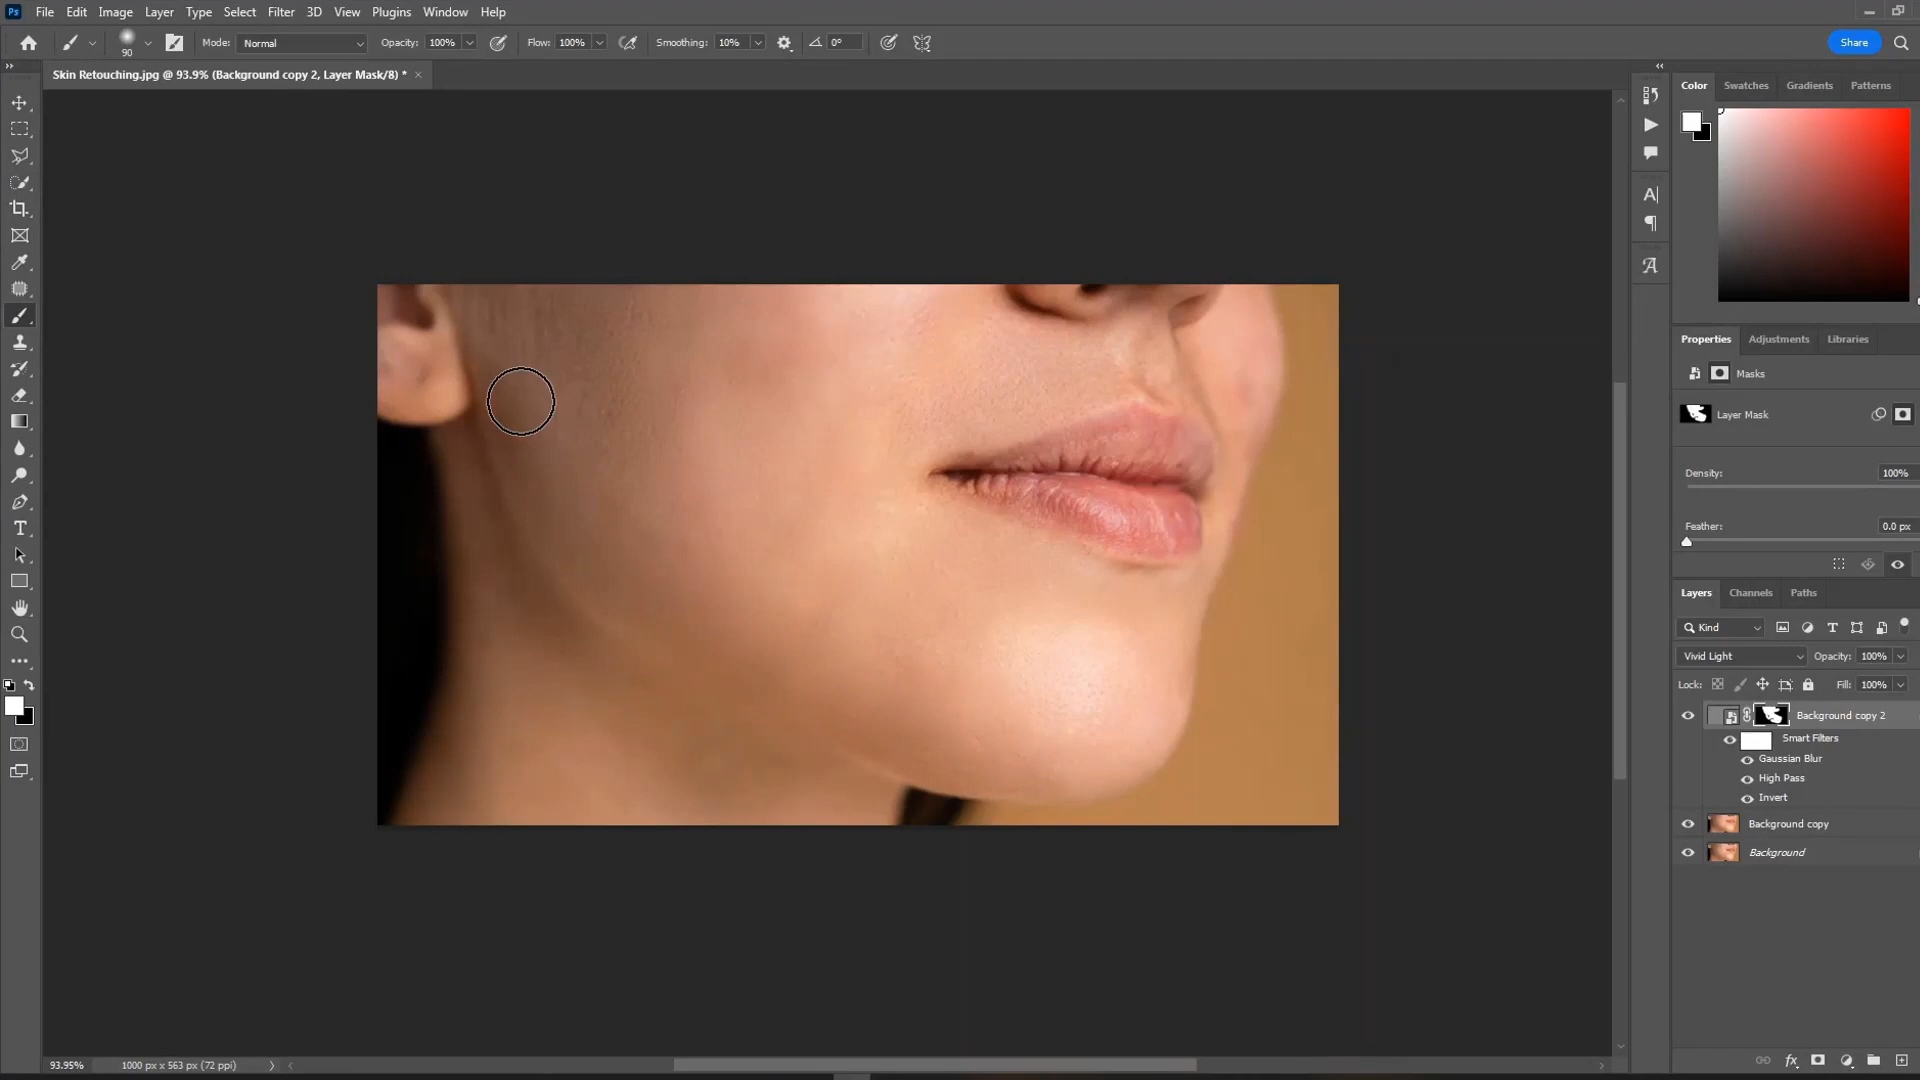 Ps File Edit Image Layer Type Select Filter 3D View Plugins Window Help
90 Mode: Normal Opacity: 100% Flow: 100% Smoothing: 10% 0° Share
Skin Retouching.jpg @ 93.9% (Background copy 2, Layer Mask/8) * ×
Color Swatches Gradients Patterns
Properties Adjustments Libraries
Masks
Layer Mask
Density: 100%
Feather: 0.0 px
Layers Channels Paths
Kind
Vivid Light Opacity: 100%
Lock: Fill: 100%
Background copy 2
Smart Filters
Gaussian Blur
High Pass
Invert
Background copy
Background
93.95% 1000 px x 563 px (72 ppi)